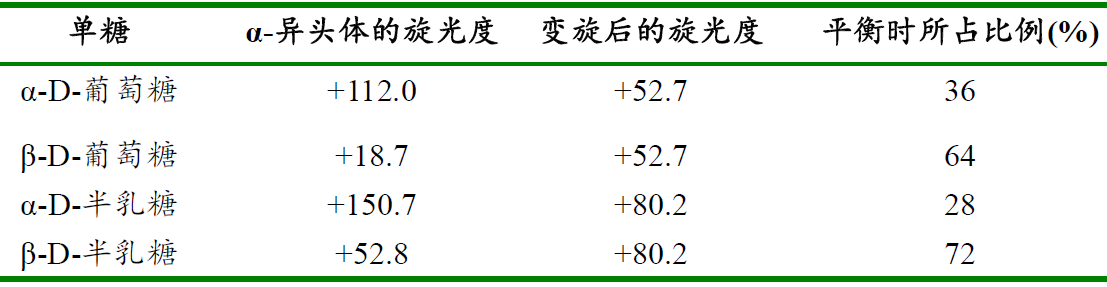 单糖 α-异头体的旋光度 变旋后的旋光度 平衡时所占比例(%)
α-D-葡萄糖 +112.0 +52.7 36
β-D-葡萄糖 +18.7 +52.7 64
α-D-半乳糖 +150.7 +80.2 28
β-D-半乳糖 +52.8 +80.2 72